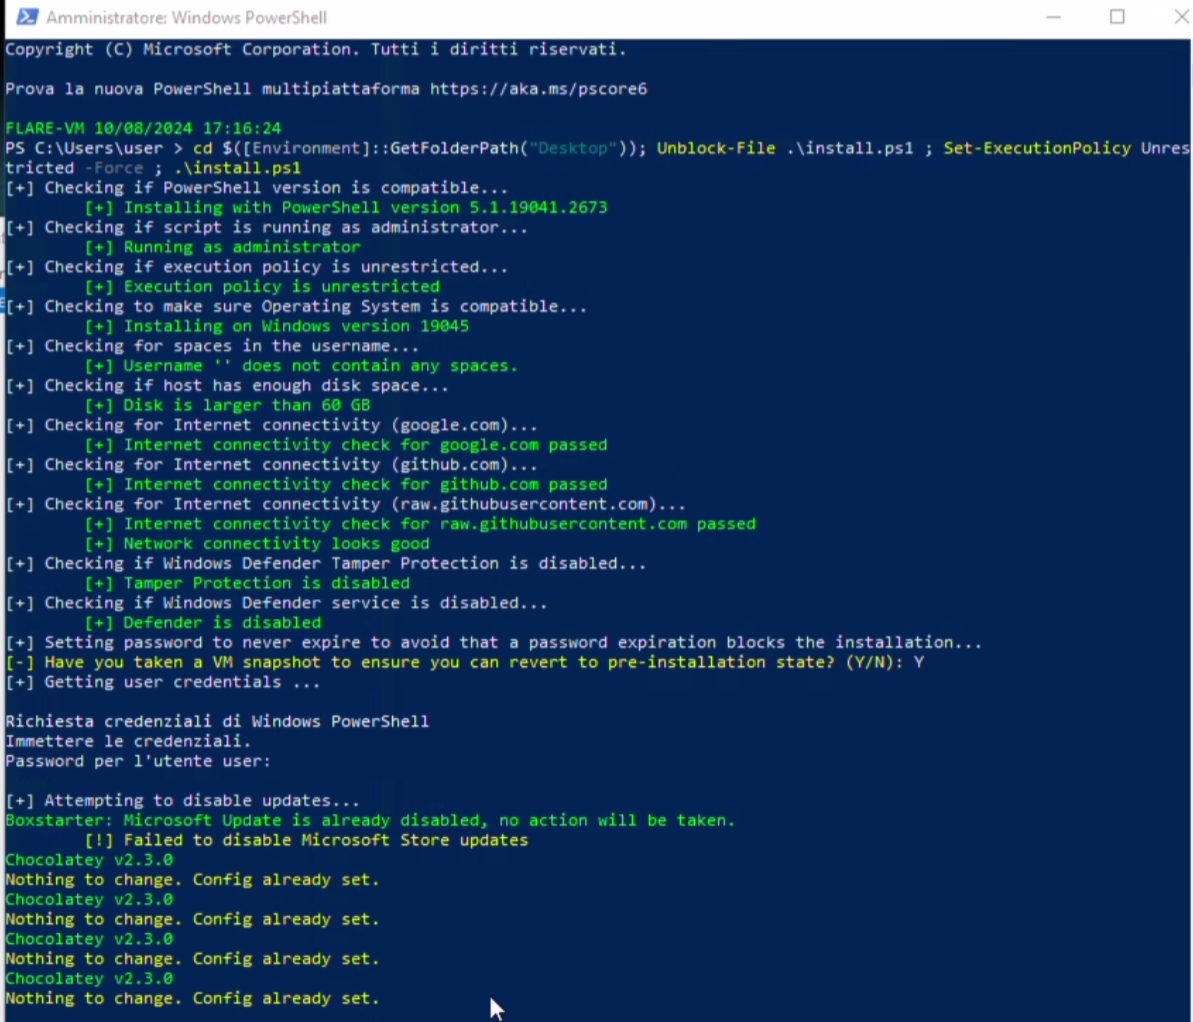 Amministratore: Windows PowerShell
Copyright (C) Microsoft Corporation. Tutti i diritti riservati.
Prova la nuova PowerShell multipiattaforma https://aka.ms/pscore6
FLARE-VM 10/08/2024 17:16:24
PS C:\Users\user > cd $([Environment]::GetFolderPath("Desktop")); Unblock-File .\install.ps1 ; Set-ExecutionPolicy Unres
tricted -Force ; .\install.ps1
[+] Checking if PowerShell version is compatible...
[+] Installing with PowerShell version 5.1.19041.2673
[+] Checking if script is running as administrator...
[+] Running as administrator
[+] Checking if execution policy is unrestricted...
[+] Execution policy is unrestricted
[+] Checking to make sure Operating System is compatible...
[+] Installing on Windows version 19045
[+] Checking for spaces in the username...
[+] Username '' does not contain any spaces.
[+] Checking if host has enough disk space...
[+] Disk is larger than 60 GB
[+] Checking for Internet connectivity (google.com)...
[+] Internet connectivity check for google.com passed
[+] Checking for Internet connectivity (github.com)...
[+] Internet connectivity check for github.com passed
[+] Checking for Internet connectivity (raw.githubusercontent.com)...
[+] Internet connectivity check for raw.githubusercontent.com passed
[+] Network connectivity looks good
[+] Checking if Windows Defender Tamper Protection is disabled...
[+] Tamper Protection is disabled
[+] Checking if Windows Defender service is disabled...
[+] Defender is disabled
[+] Setting password to never expire to avoid that a password expiration blocks the installation...
[-] Have you taken a VM snapshot to ensure you can revert to pre-installation state? (Y/N): Y
[+] Getting user credentials ...
Richiesta credenziali di Windows PowerShell
Immettere le credenziali.
Password per l'utente user:
[+] Attempting to disable updates...
Boxstarter: Microsoft Update is already disabled, no action will be taken.
[!] Failed to disable Microsoft Store updates
Chocolatey v2.3.0
Nothing to change. Config already set.
Chocolatey v2.3.0
Nothing to change. Config already set.
Chocolatey v2.3.0
Nothing to change. Config already set.
Chocolatey v2.3.0
Nothing to change. Config already set.